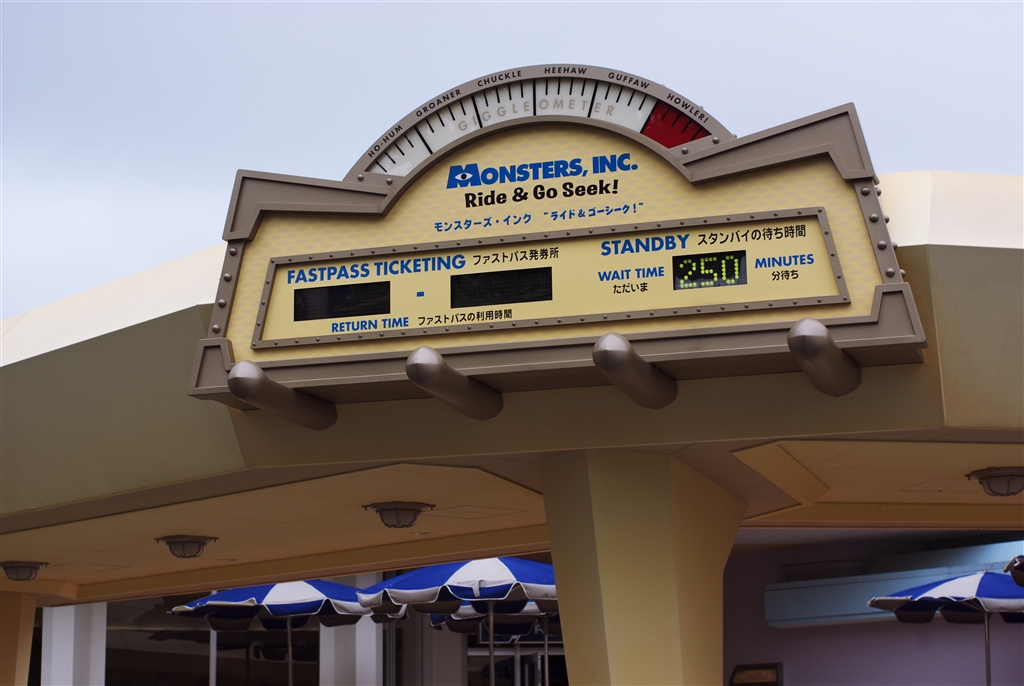 HO-HUM GROANER CHUCKLE HEEHAW GUFFAW HOWLER!
GIGGLEOMETER
MONSTERS, INC.
Ride & Go Seek!
モンスターズ・インク "ライド&ゴーシーク!"
FASTPASS TICKETING ファストパス発券所
-
RETURN TIME ファストパスの利用時間
STANDBY スタンバイの待ち時間
WAIT TIME 250 MINUTES
ただいま 分待ち